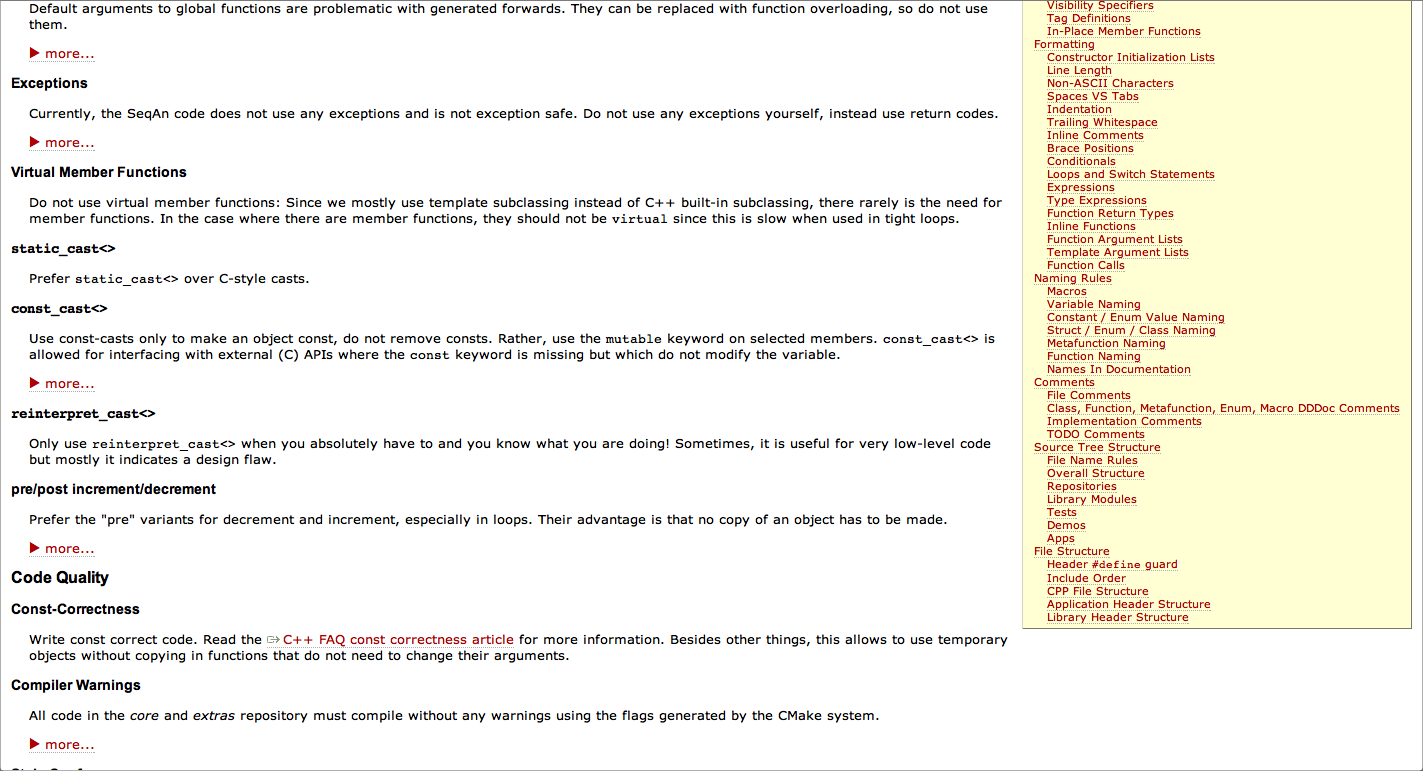 Default arguments to global functions are problematic with generated forwards. They can be replaced with function overloading, so do not use
them.
▶ more...
Exceptions
Currently, the SeqAn code does not use any exceptions and is not exception safe. Do not use any exceptions yourself, instead use return codes.
▶ more...
Virtual Member Functions
Do not use virtual member functions: Since we mostly use template subclassing instead of C++ built-in subclassing, there rarely is the need for
member functions. In the case where there are member functions, they should not be virtual since this is slow when used in tight loops.
static_cast<>
Prefer static_cast<> over C-style casts.
const_cast<>
Use const-casts only to make an object const, do not remove consts. Rather, use the mutable keyword on selected members. const_cast<> is
allowed for interfacing with external (C) APIs where the const keyword is missing but which do not modify the variable.
▶ more...
reinterpret_cast<>
Only use reinterpret_cast<> when you absolutely have to and you know what you are doing! Sometimes, it is useful for very low-level code
but mostly it indicates a design flaw.
pre/post increment/decrement
Prefer the "pre" variants for decrement and increment, especially in loops. Their advantage is that no copy of an object has to be made.
▶ more...
Code Quality
Const-Correctness
Write const correct code. Read the C++ FAQ const correctness article for more information. Besides other things, this allows to use temporary
objects without copying in functions that do not need to change their arguments.
Compiler Warnings
All code in the core and extras repository must compile without any warnings using the flags generated by the CMake system.
▶ more...
Visibility Specifiers
Tag Definitions
In-Place Member Functions
Formatting
Constructor Initialization Lists
Line Length
Non-ASCII Characters
Spaces VS Tabs
Indentation
Trailing Whitespace
Inline Comments
Brace Positions
Conditionals
Loops and Switch Statements
Expressions
Type Expressions
Function Return Types
Inline Functions
Function Argument Lists
Template Argument Lists
Function Calls
Naming Rules
Macros
Variable Naming
Constant / Enum Value Naming
Struct / Enum / Class Naming
Metafunction Naming
Function Naming
Names In Documentation
Comments
File Comments
Class, Function, Metafunction, Enum, Macro DDDoc Comments
Implementation Comments
TODO Comments
Source Tree Structure
File Name Rules
Overall Structure
Repositories
Library Modules
Tests
Demos
Apps
File Structure
Header #define guard
Include Order
CPP File Structure
Application Header Structure
Library Header Structure